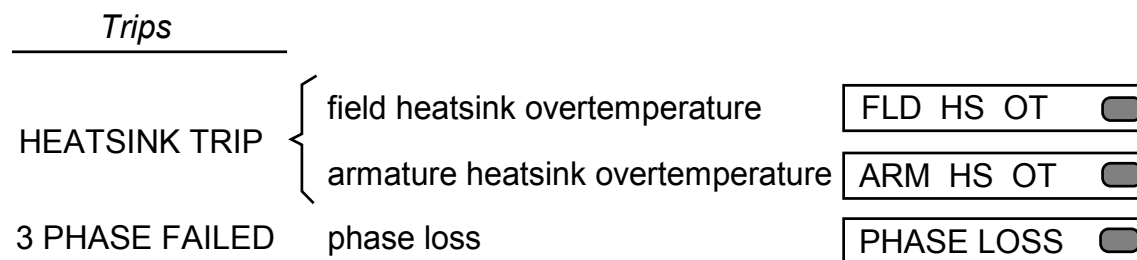 Trips
field heatsink overtemperature FLD HS OT
HEATSINK TRIP
armature heatsink overtemperature ARM HS OT
3 PHASE FAILED phase loss PHASE LOSS